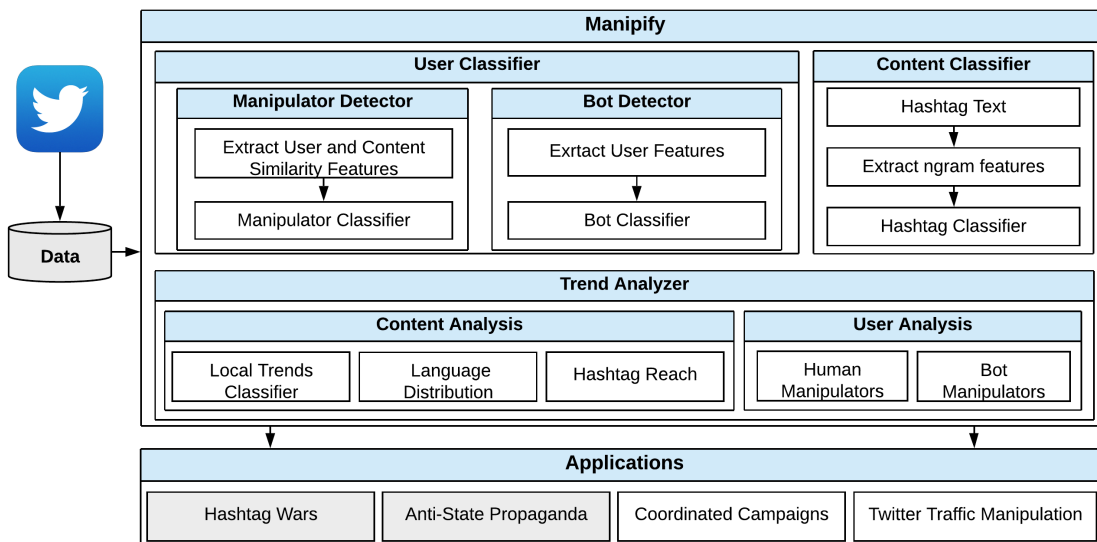 Manipify
User Classifier
Content Classifier
Manipulator Detector
Bot Detector
Extract User and Content
Similarity Features
Manipulator Classifier
Exrtact User Features
Bot Classifier
Hashtag Text
Extract ngram features
Hashtag Classifier
Data
Trend Analyzer
Content Analysis
User Analysis
Local Trends
Classifier
Language
Distribution
Hashtag Reach
Human
Manipulators
Bot
Manipulators
Applications
Hashtag Wars
Anti-State Propaganda
Coordinated Campaigns
Twitter Traffic Manipulation